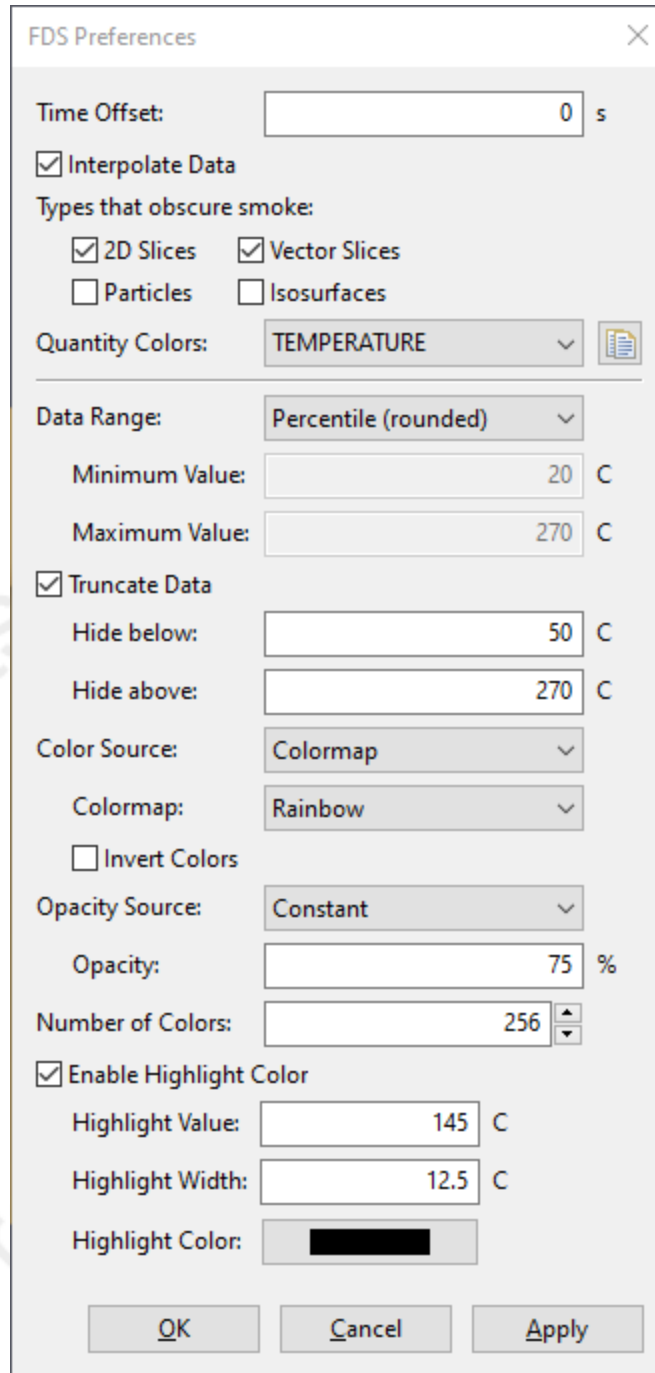 FDS Preferences
Time Offset: 0 s
Interpolate Data
Types that obscure smoke:
2D Slices Vector Slices
Particles Isosurfaces
Quantity Colors: TEMPERATURE
Data Range: Percentile (rounded)
Minimum Value: 20 C
Maximum Value: 270 C
Truncate Data
Hide below: 50 C
Hide above: 270 C
Color Source: Colormap
Colormap: Rainbow
Invert Colors
Opacity Source: Constant
Opacity: 75 %
Number of Colors: 256
Enable Highlight Color
Highlight Value: 145 C
Highlight Width: 12.5 C
Highlight Color:
OK Cancel Apply